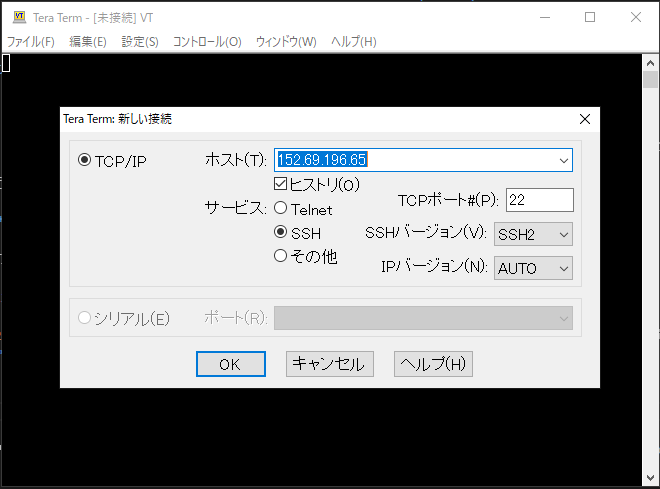 Tera Term - [未接続] VT
ファイル(F) 編集(E) 設定(S) コントロール(O) ウィンドウ(W) ヘルプ(H)
Tera Term: 新しい接続
TCP/IP
ホスト(T): 152.69.196.65
ヒストリ(O)
サービス: Telnet
TCPポート#(P): 22
SSH
SSHバージョン(V): SSH2
その他
IPバージョン(N): AUTO
シリアル(E)
ポート(R):
OK キャンセル ヘルプ(H)